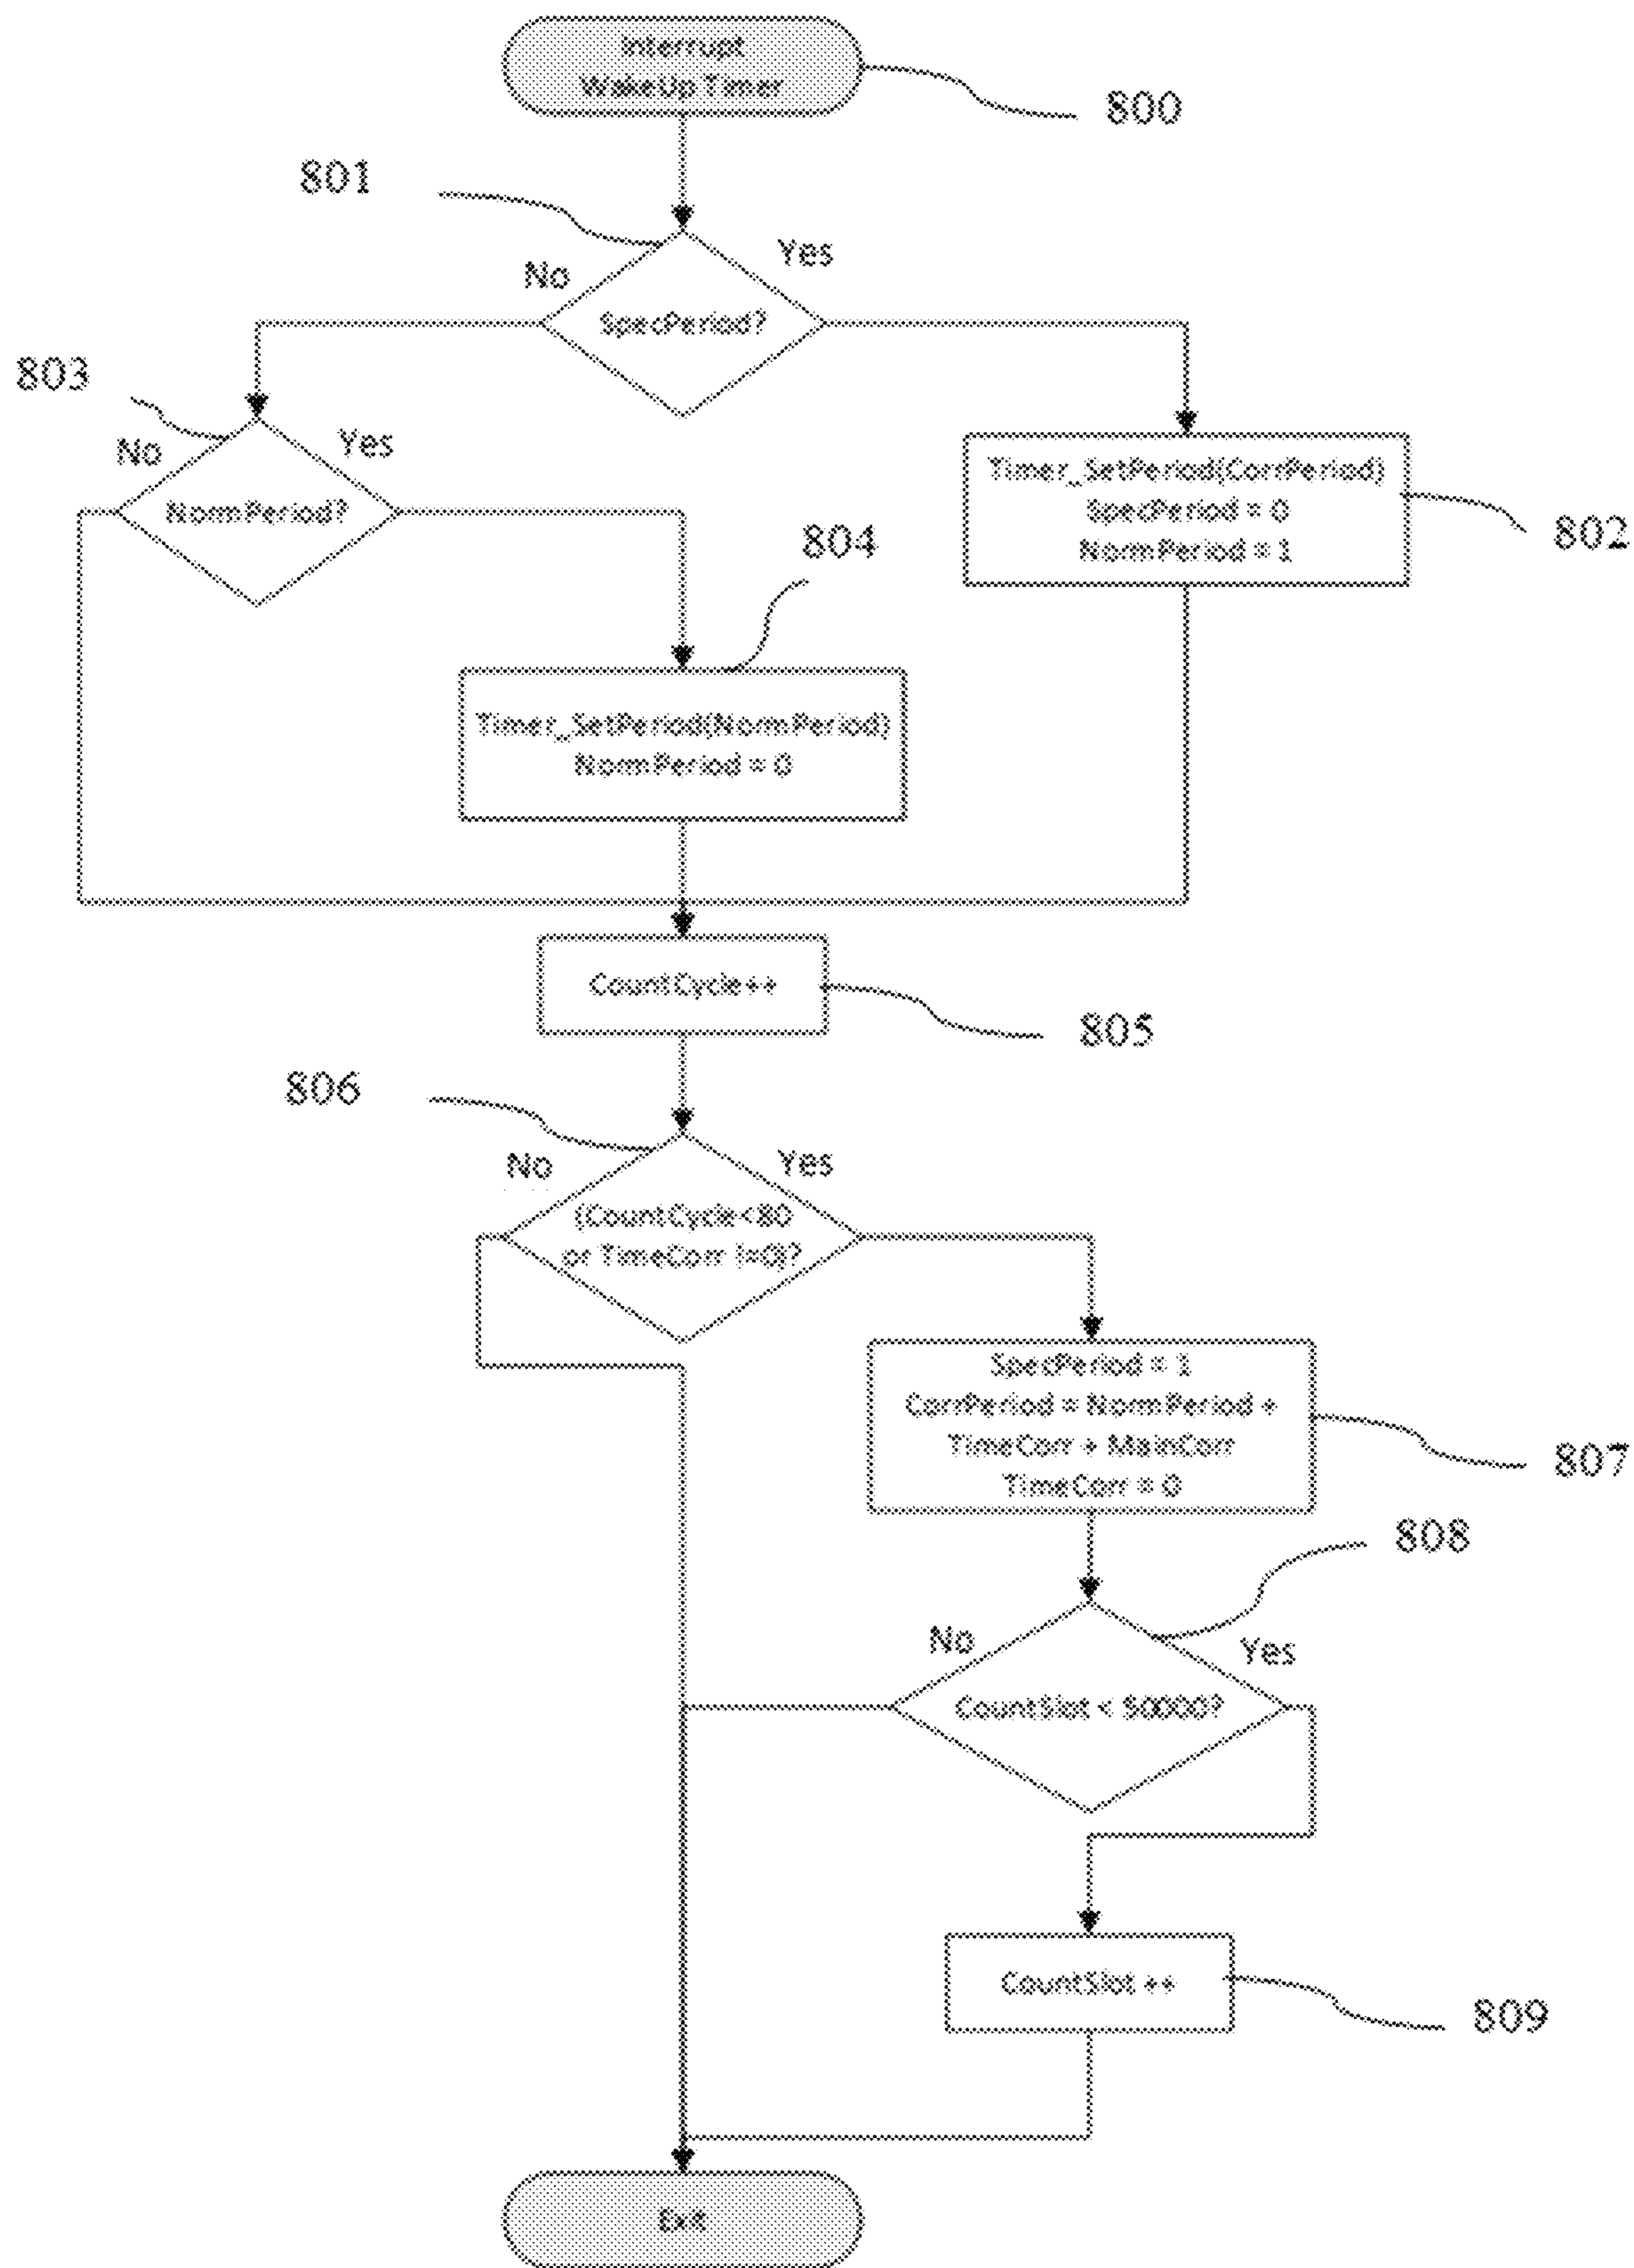 Interrupt
WakeUp Timer
800
801
No
Yes
SpecPeriod?
803
No
Yes
NormPeriod?
Timer_SetPeriod(CorrPeriod)
SpecPeriod = 0
NormPeriod = 1
802
804
Timer_SetPeriod(NormPeriod)
NormPeriod = 0
CountCycle++
805
806
No
Yes
(CountCycle<80
or TimeCorr !=0)?
SpecPeriod = 1
CorrPeriod = NormPeriod +
TimeCorr + MainCorr
TimeCorr = 0
807
808
No
Yes
CountSlot < 50000?
CountSlot ++
809
Exit